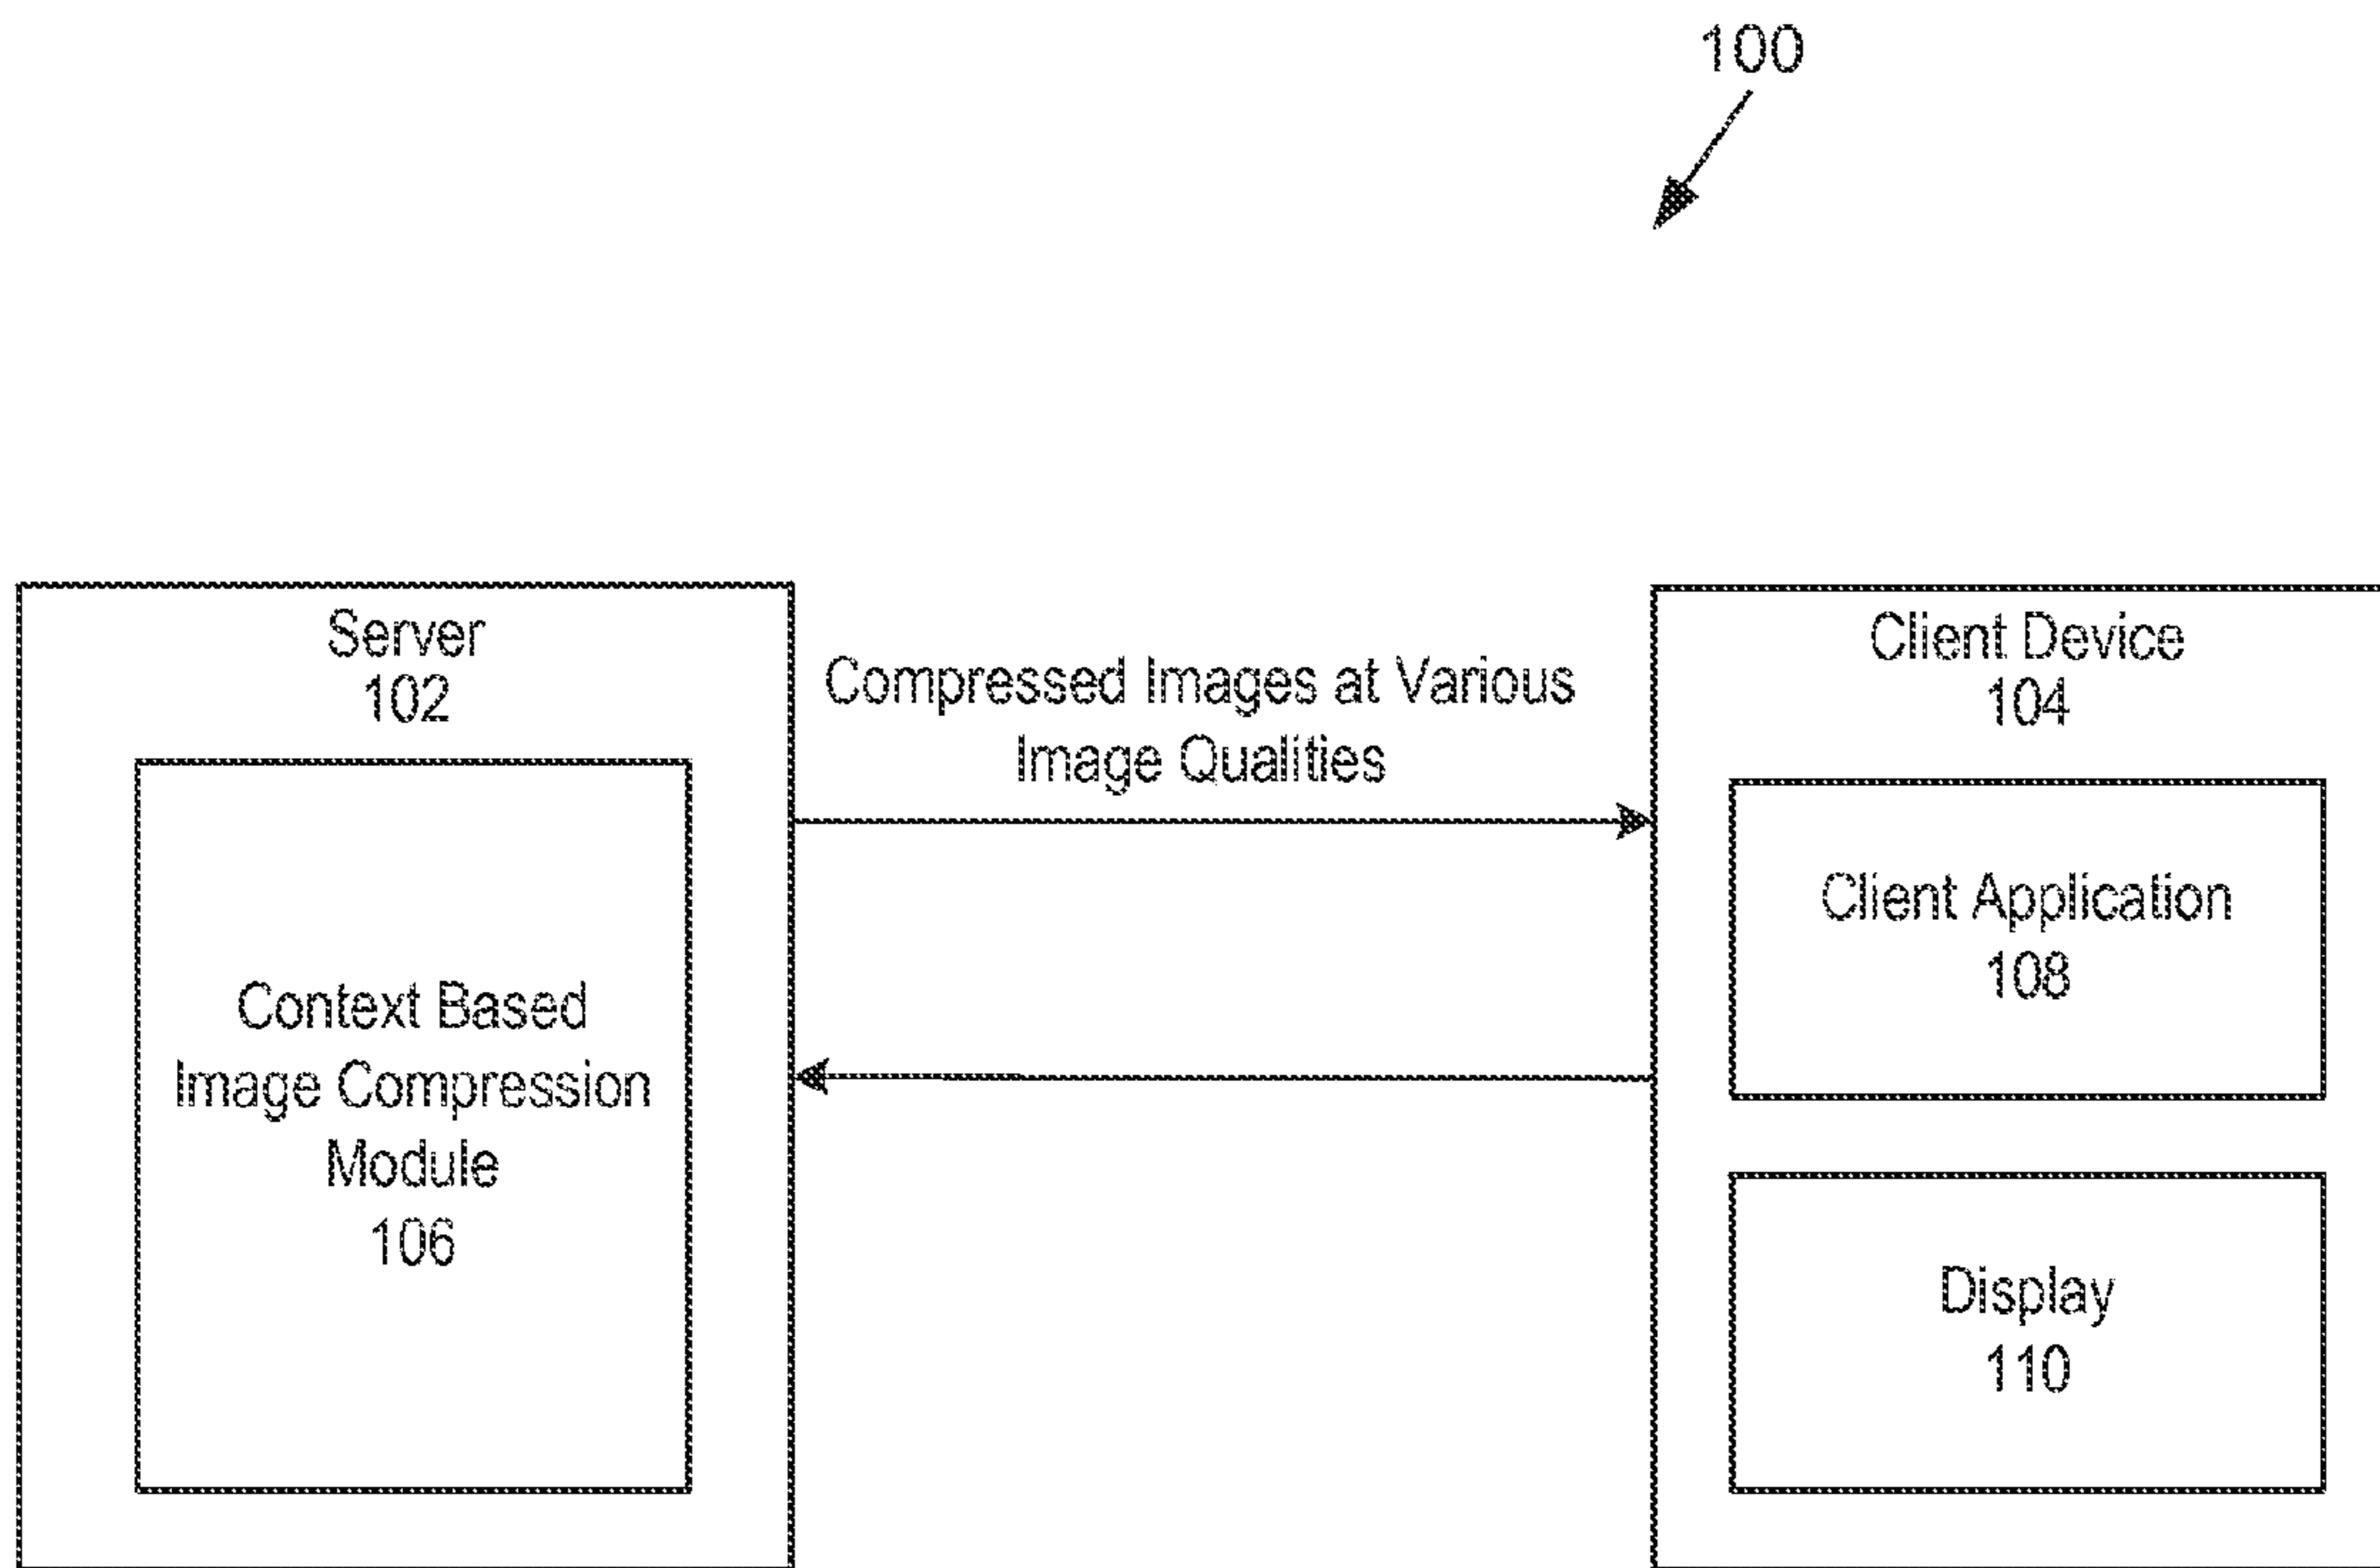 100
Server
102
Context Based
Image Compression
Module
106
Compressed Images at Various
Image Qualities
Client Device
104
Client Application
108
Display
110